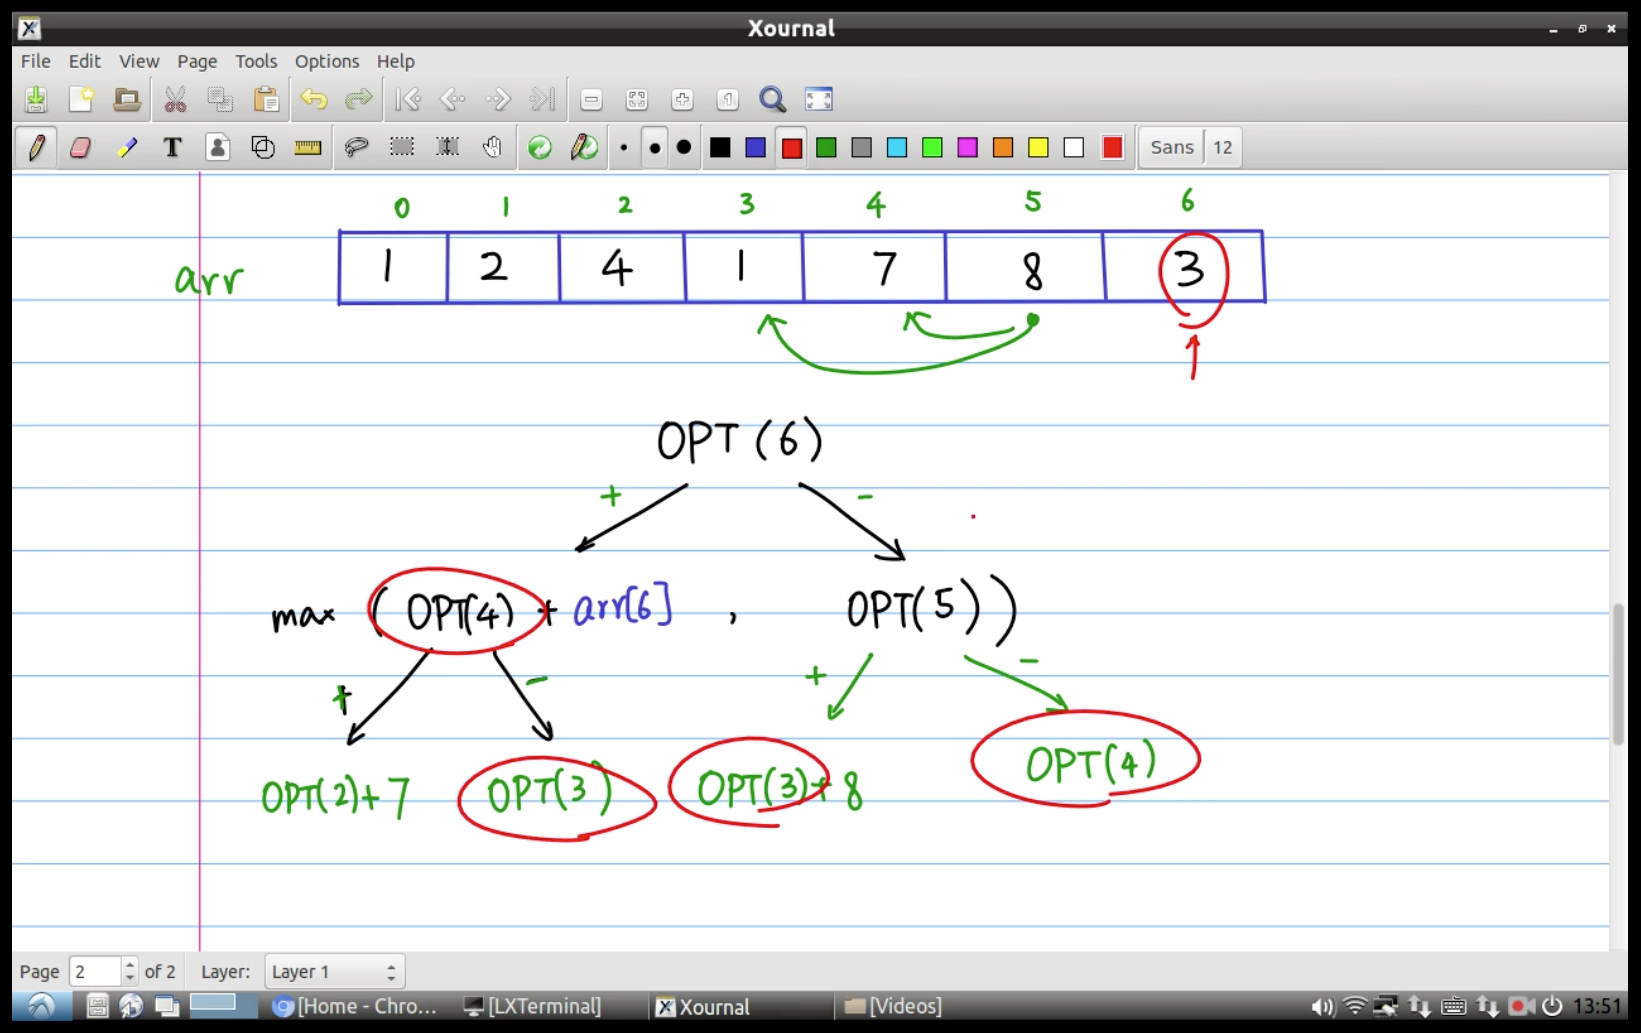 Xournal
File Edit View Page Tools Options Help
Sans 12
0 1 2 3 4 5 6
arr 1 2 4 1 7 8 3
OPT (6)
+ -
max ( OPT(4) + arr[6] , OPT(5) )
+ - + -
OPT(2)+7 OPT(3) OPT(3)+8 OPT(4)
Page 2 of 2 Layer: Layer 1
[Home - Chro... [LXTerminal] Xournal [Videos] 13:51